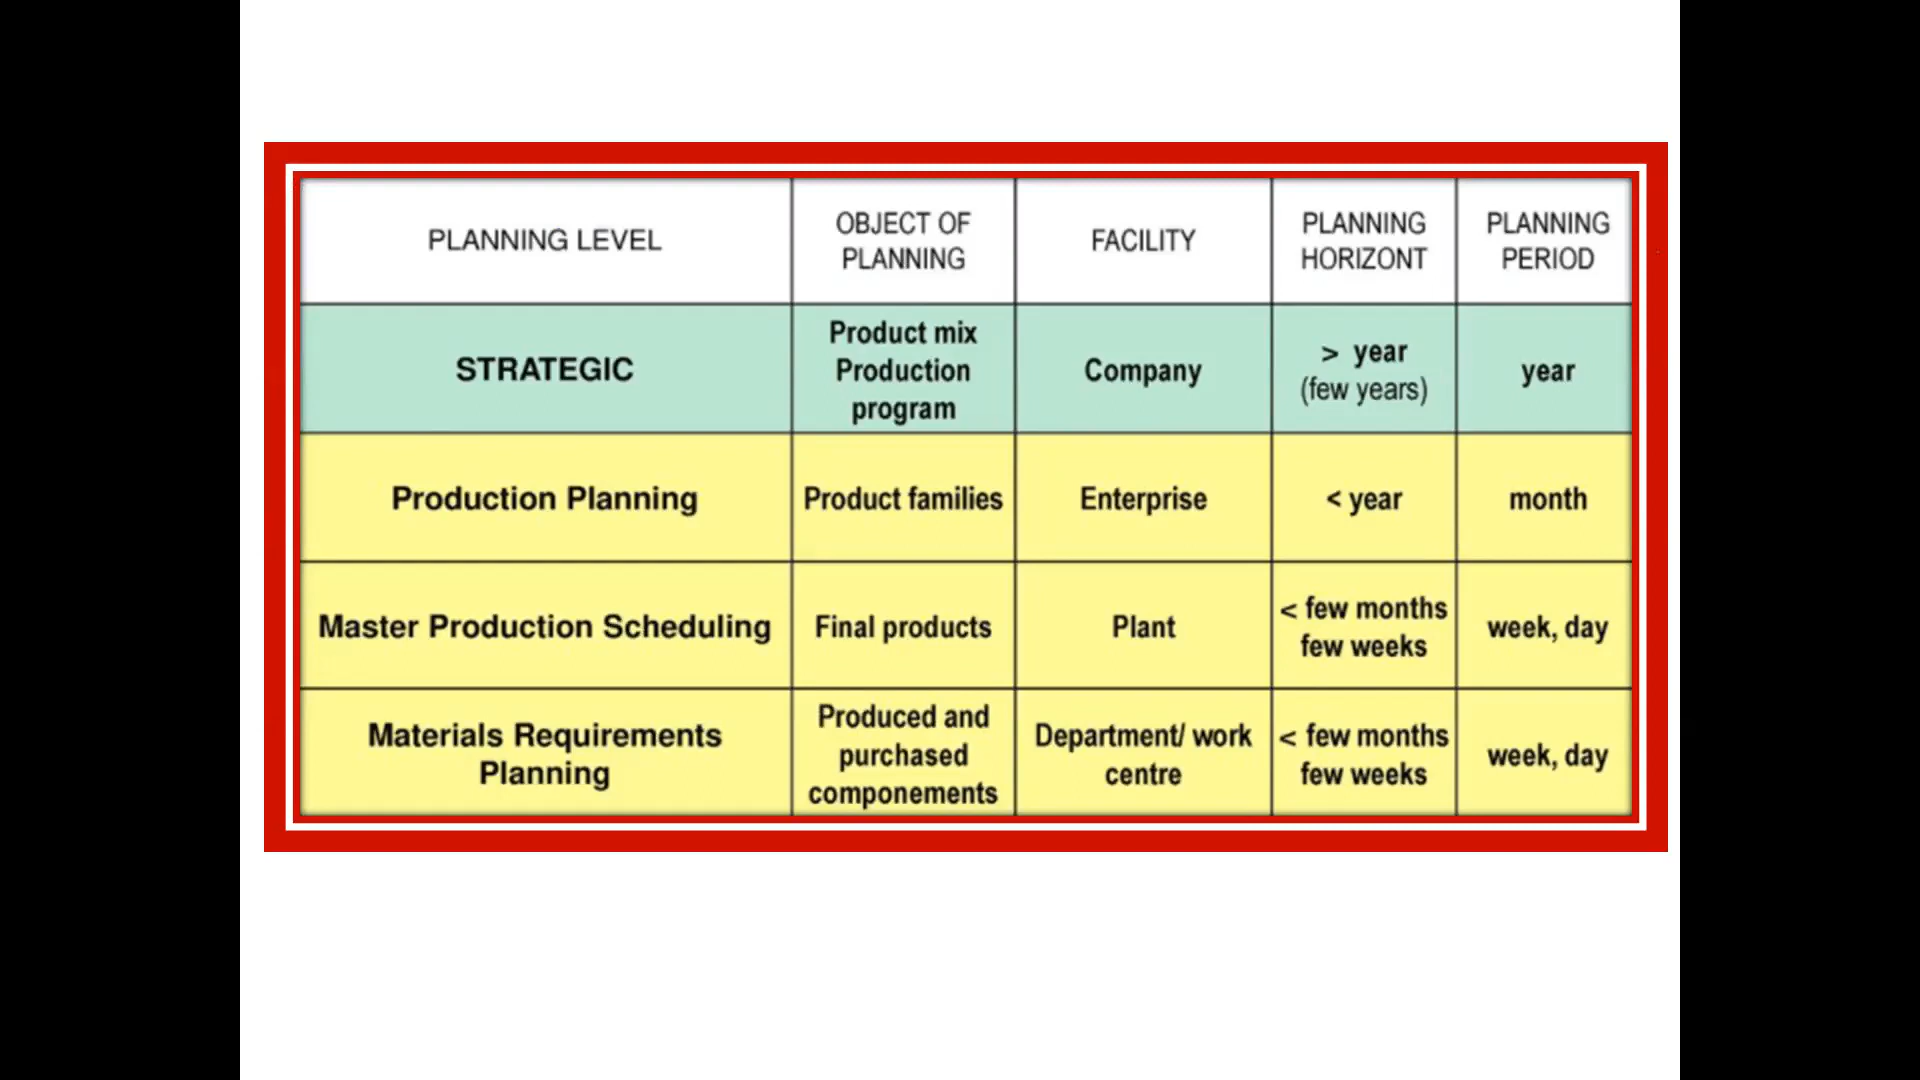 PLANNING LEVEL
OBJECT OF
PLANNING
FACILITY
PLANNING
HORIZONT
PLANNING
PERIOD
STRATEGIC
Product mix
Production
program
Company
> year
(few years)
year
Production Planning
Product families
Enterprise
< year
month
Master Production Scheduling
Final products
Plant
< few months
few weeks
week, day
Materials Requirements
Planning
Produced and
purchased
componements
Department/ work
centre
< few months
few weeks
week, day